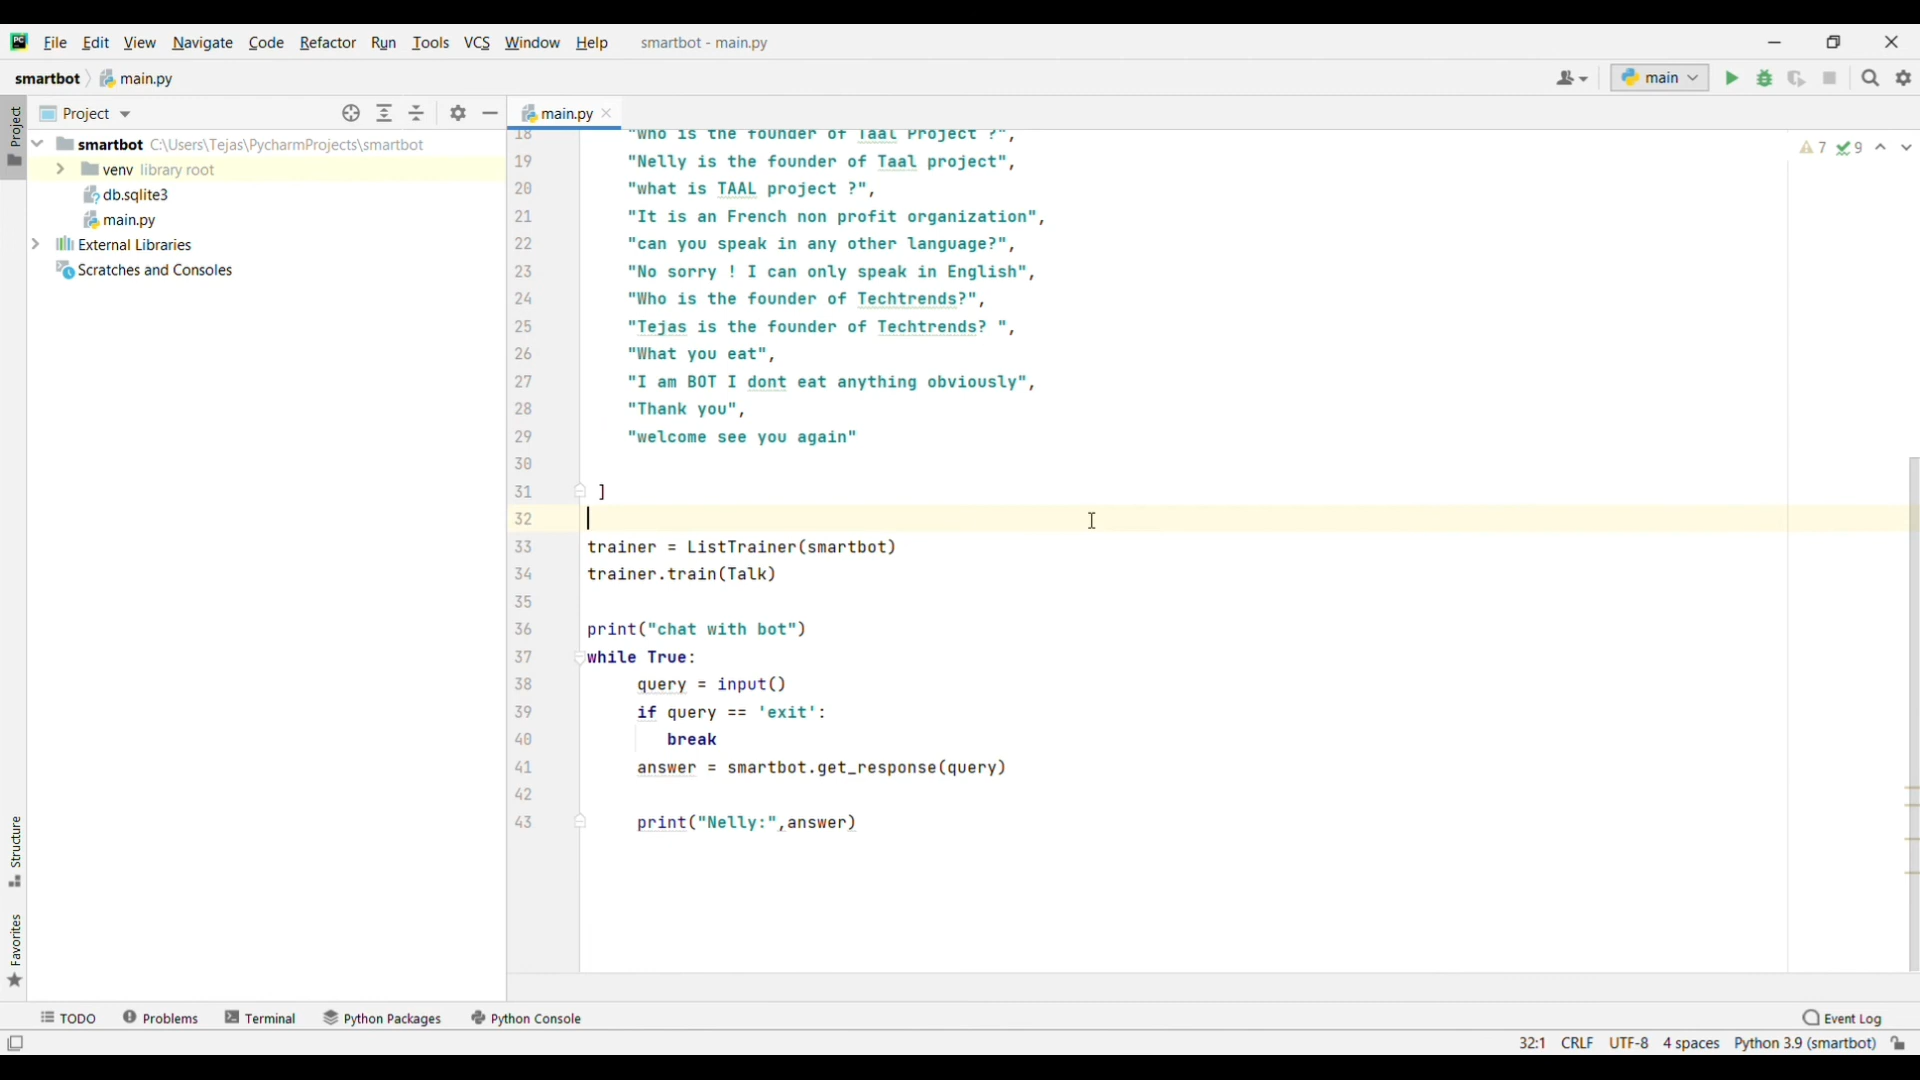 PC File Edit View Navigate Code Refactor Run Tools VCS Window Help smartbot - main.py
smartbot main.py main
Project
main.py
Project
Structure
Favorites
smartbot C:\Users\Tejas\PycharmProjects\smartbot
venv library root
db.sqlite3
main.py
External Libraries
Scratches and Consoles
7 9
18 "Who is the founder of Taal Project ?",
19 "Nelly is the founder of Taal project",
20 "what is TAAL project ?",
21 "It is an French non profit organization",
22 "can you speak in any other language?",
23 "No sorry ! I can only speak in English",
24 "Who is the founder of Techtrends?",
25 "Tejas is the founder of Techtrends? ",
26 "What you eat",
27 "I am BOT I dont eat anything obviously",
28 "Thank you",
29 "welcome see you again"
30
31 ]
32
33 trainer = ListTrainer(smartbot)
34 trainer.train(Talk)
35
36 print("chat with bot")
37 while True:
38 query = input()
39 if query == 'exit':
40 break
41 answer = smartbot.get_response(query)
42
43 print("Nelly:",answer)
TODO Problems Terminal Python Packages Python Console Event Log
32:1 CRLF UTF-8 4 spaces Python 3.9 (smartbot)